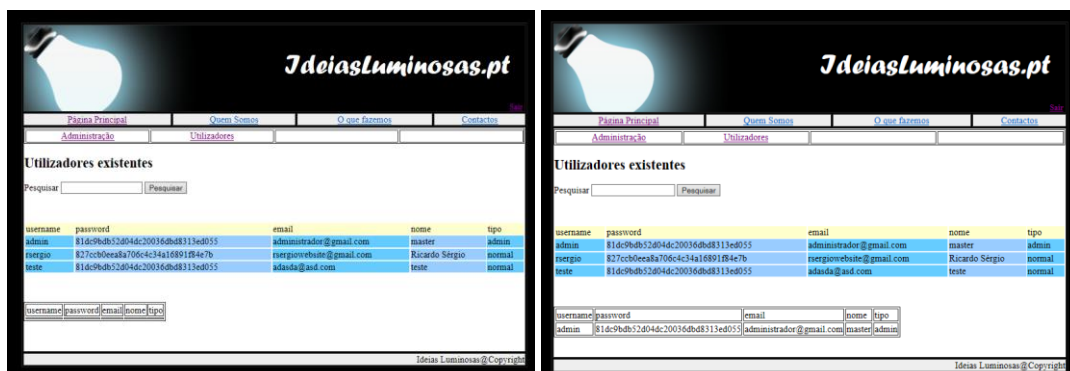 IdeiasLuminosas.pt
Sair
Página Principal Quem Somos O que fazemos Contactos
Administração Utilizadores
Utilizadores existentes
Pesquisar Pesquisar
username password email nome tipo
admin 81dc9bdb52d04dc20036dbd8313ed055 administrador@gmail.com master admin
rsergio 827ccb0eea8a706c4c34a16891f84e7b rsergiowebsite@gmail.com Ricardo Sérgio normal
teste 81dc9bdb52d04dc20036dbd8313ed055 adasda@asd.com teste normal
username password email nome tipo
Ideias Luminosas@Copyright
IdeiasLuminosas.pt
Sair
Página Principal Quem Somos O que fazemos Contactos
Administração Utilizadores
Utilizadores existentes
Pesquisar Pesquisar
username password email nome tipo
admin 81dc9bdb52d04dc20036dbd8313ed055 administrador@gmail.com master admin
rsergio 827ccb0eea8a706c4c34a16891f84e7b rsergiowebsite@gmail.com Ricardo Sérgio normal
teste 81dc9bdb52d04dc20036dbd8313ed055 adasda@asd.com teste normal
username password email nome tipo
admin 81dc9bdb52d04dc20036dbd8313ed055 administrador@gmail.com master admin
Ideias Luminosas@Copyright